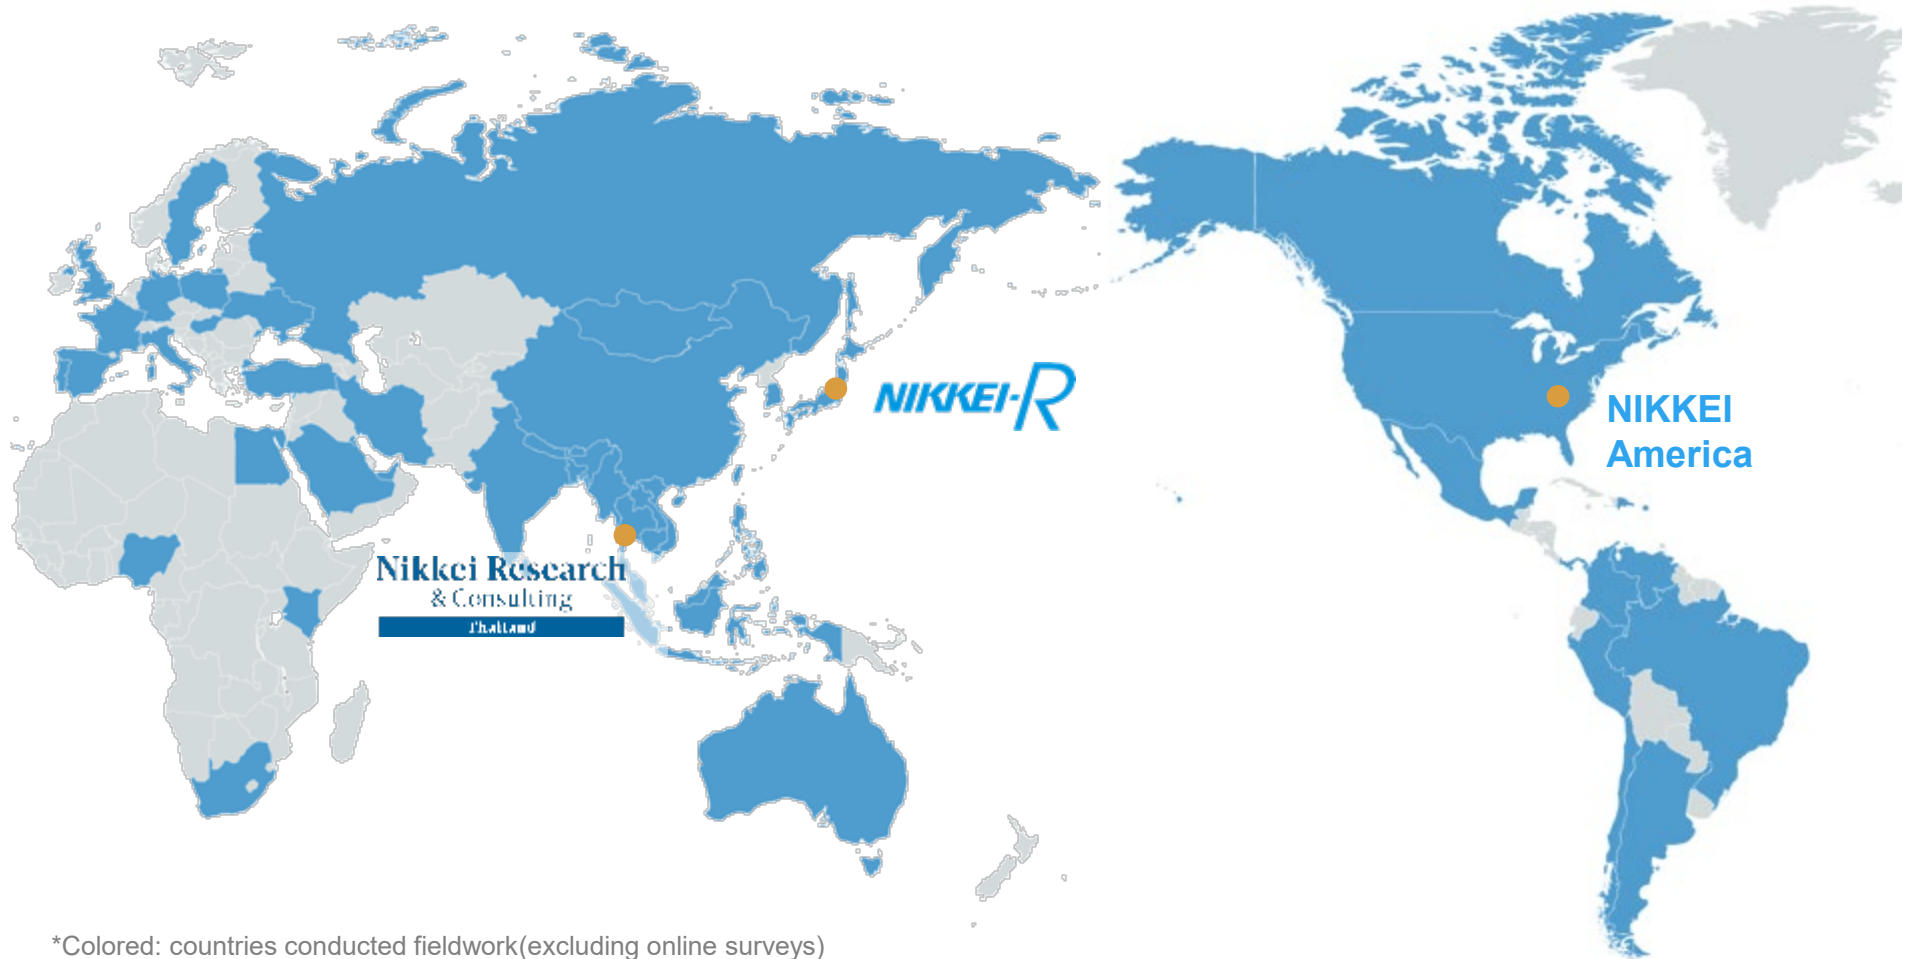 NIKKEI-R
NIKKEI
America
Nikkei Research
& Consulting
Thailand
*Colored: countries conducted fieldwork(excluding online surveys)